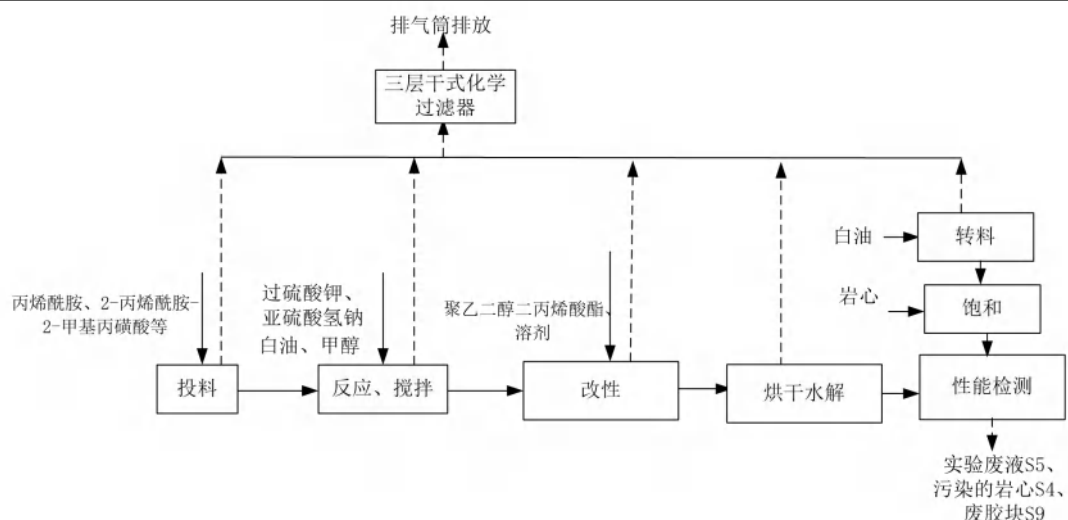 排气筒排放
三层干式化学
过滤器
白油
转料
丙烯酰胺、2-丙烯酰胺-
2-甲基丙磺酸等
过硫酸钾、
亚硫酸氢钠
白油、甲醇
聚乙二醇二丙烯酸酯、
溶剂
岩心
饱和
投料
反应、搅拌
改性
烘干水解
性能检测
实验废液S5、
污染的岩心S4、
废胶块S9